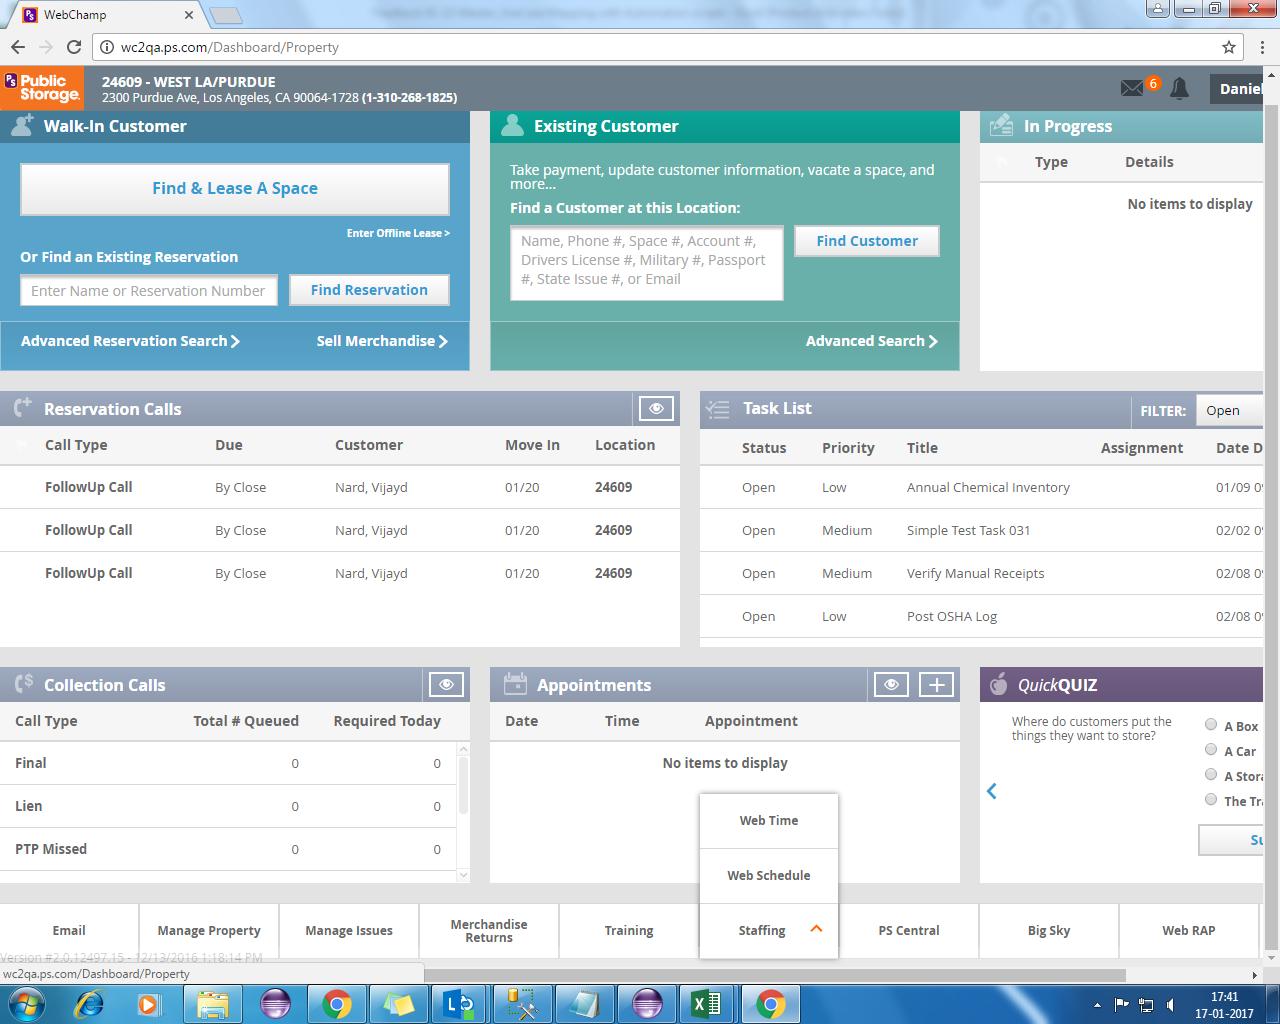 WebChamp
wc2qa.ps.com/Dashboard/Property
PS Public Storage.
24609 - WEST LA/PURDUE
2300 Purdue Ave, Los Angeles, CA 90064-1728 (1-310-268-1825)
6
Daniel
Walk-In Customer
Find & Lease A Space
Enter Offline Lease >
Or Find an Existing Reservation
Enter Name or Reservation Number
Find Reservation
Advanced Reservation Search
Sell Merchandise
Existing Customer
Take payment, update customer information, vacate a space, and
more...
Find a Customer at this Location:
Name, Phone #, Space #, Account #,
Drivers License #, Military #, Passport
#, State Issue #, or Email
Find Customer
Advanced Search
In Progress
Type Details
No items to display
Reservation Calls
Call Type Due Customer Move In Location
FollowUp Call By Close Nard, Vijayd 01/20 24609
FollowUp Call By Close Nard, Vijayd 01/20 24609
FollowUp Call By Close Nard, Vijayd 01/20 24609
Task List
FILTER: Open
Status Priority Title Assignment Date D
Open Low Annual Chemical Inventory 01/09 09
Open Medium Simple Test Task 031 02/02 09
Open Medium Verify Manual Receipts 02/08 09
Open Low Post OSHA Log 02/08 09
Collection Calls
Call Type Total # Queued Required Today
Final 0 0
Lien 0 0
PTP Missed 0 0
Appointments
Date Time Appointment
No items to display
QuickQUIZ
Where do customers put the
things they want to store?
A Box
A Car
A Stora
The Tr
Su
Web Time
Web Schedule
Email
Manage Property
Manage Issues
Merchandise
Returns
Training
Staffing
PS Central
Big Sky
Web RAP
Version #2.0.12497.15 - 12/13/2016 1:18:14 PM
wc2qa.ps.com/Dashboard/Property
17:41
17-01-2017